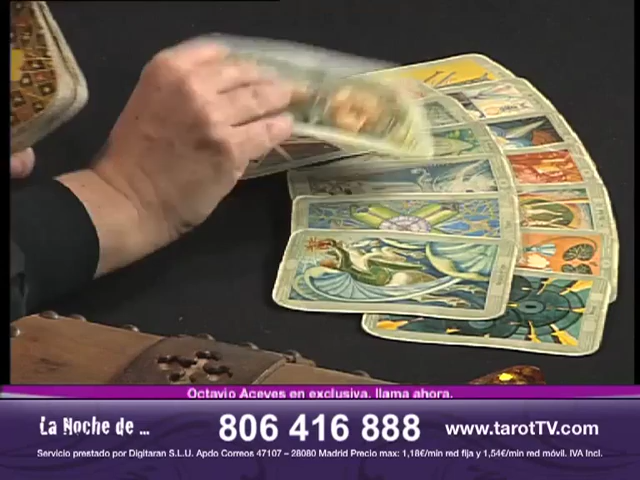 Octavio Aceves en exclusiva, llama ahora.
La Noche de ...
806 416 888
www.tarotTV.com
Servicio prestado por Digitaran S.L.U. Apdo Correos 47107 – 28080 Madrid Precio max: 1,18€/min red fija y 1,54€/min red móvil. IVA Incl.